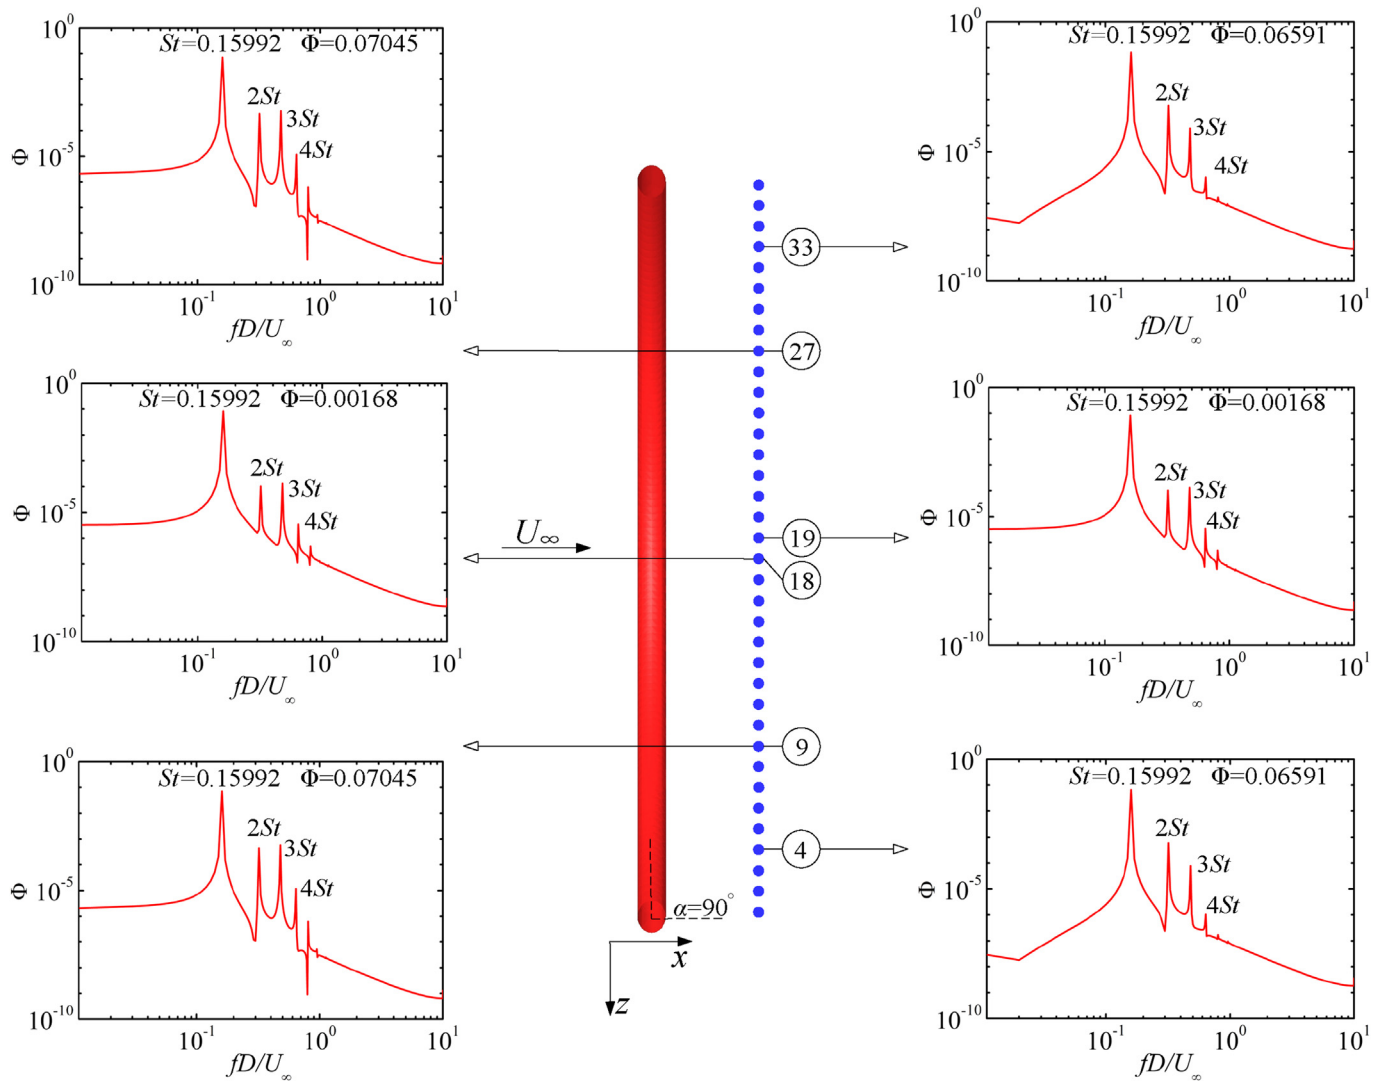 10^0
St=0.15992 Φ=0.07045
2St
3St
4St
Φ
10^-5
10^-10
10^-1 10^0 10^1
fD/U∞
10^0
St=0.15992 Φ=0.06591
2St
3St
4St
Φ
10^-5
10^-10
10^-1 10^0 10^1
fD/U∞
10^0
St=0.15992 Φ=0.00168
2St
3St
4St
Φ
10^-5
10^-10
10^-1 10^0 10^1
fD/U∞
U∞
33
27
19
18
9
4
α=90°
x
z
10^0
St=0.15992 Φ=0.00168
2St
3St
4St
Φ
10^-5
10^-10
10^-1 10^0 10^1
fD/U∞
10^0
St=0.15992 Φ=0.07045
2St
3St
4St
Φ
10^-5
10^-10
10^-1 10^0 10^1
fD/U∞
10^0
St=0.15992 Φ=0.06591
2St
3St
4St
Φ
10^-5
10^-10
10^-1 10^0 10^1
fD/U∞